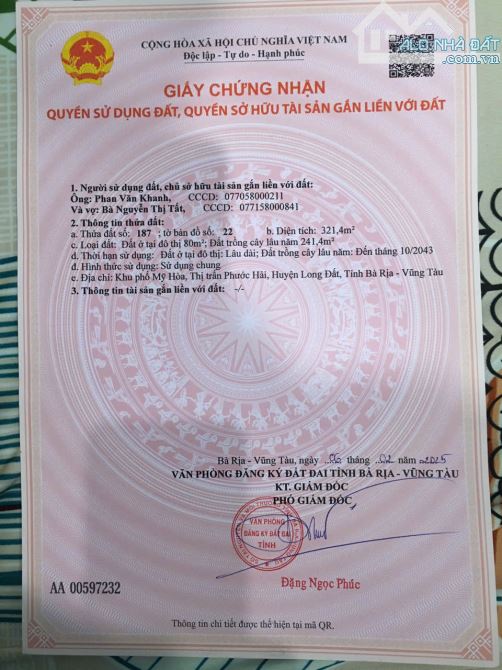 CỘNG HÒA XÃ HỘI CHỦ NGHĨA VIỆT NAM
Độc lập - Tự do - Hạnh phúc
ALO NHÀ ĐẤT
.com.vn
GIẤY CHỨNG NHẬN
QUYỀN SỬ DỤNG ĐẤT, QUYỀN SỞ HỮU TÀI SẢN GẮN LIỀN VỚI ĐẤT
1. Người sử dụng đất, chủ sở hữu tài sản gắn liền với đất:
Ông: Phan Văn Khanh, CCCD: 077058000211
Và vợ: Bà Nguyễn Thị Tất, CCCD: 077158000841
2. Thông tin thửa đất:
a. Thửa đất số: 187 ; tờ bản đồ số: 22 b. Diện tích: 321,4m²
c. Loại đất: Đất ở tại đô thị 80m²; Đất trồng cây lâu năm 241,4m²
d. Thời hạn sử dụng: Đất ở tại đô thị: Lâu dài; Đất trồng cây lâu năm: Đến tháng 10/2043
đ. Hình thức sử dụng: Sử dụng chung
e. Địa chỉ: Khu phố Mỹ Hòa, Thị trấn Phước Hải, Huyện Long Đất, Tỉnh Bà Rịa - Vũng Tàu
3. Thông tin tài sản gắn liền với đất: -/-
Bà Rịa - Vũng Tàu, ngày 06 tháng 02 năm 2025
VĂN PHÒNG ĐĂNG KÝ ĐẤT ĐAI TỈNH BÀ RỊA - VŨNG TÀU
KT. GIÁM ĐỐC
PHÓ GIÁM ĐỐC
VĂN PHÒNG
ĐĂNG KÝ ĐẤT ĐAI
TỈNH
Đặng Ngọc Phúc
AA 00597232
Thông tin chi tiết được thể hiện tại mã QR.